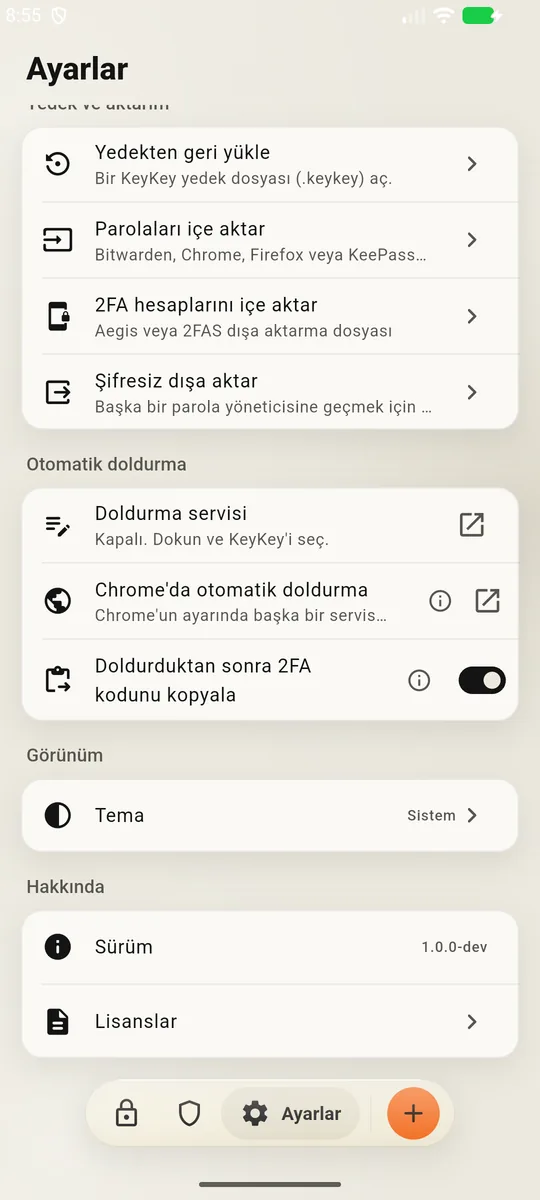 8:55
Ayarlar
Yedek ve aktarım
Yedekten geri yükle
Bir KeyKey yedek dosyası (.keykey) aç.
Parolaları içe aktar
Bitwarden, Chrome, Firefox veya KeePass…
2FA hesaplarını içe aktar
Aegis veya 2FAS dışa aktarma dosyası
Şifresiz dışa aktar
Başka bir parola yöneticisine geçmek için …
Otomatik doldurma
Doldurma servisi
Kapalı. Dokun ve KeyKey'i seç.
Chrome'da otomatik doldurma
Chrome'un ayarında başka bir servis…
Doldurduktan sonra 2FA
kodunu kopyala
Görünüm
Tema
Sistem
Hakkında
Sürüm
1.0.0-dev
Lisanslar
Ayarlar